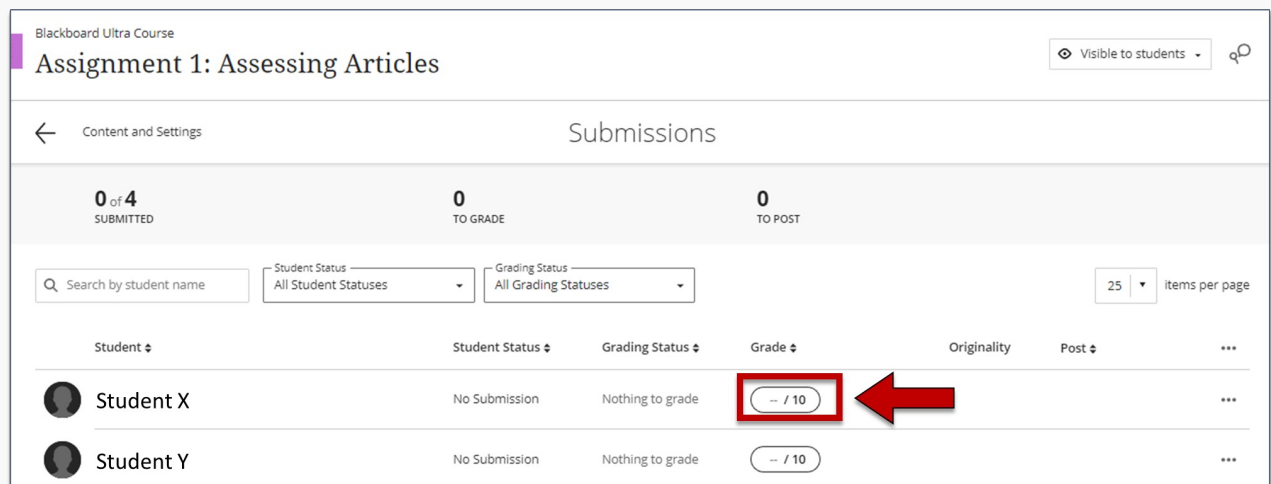 Blackboard Ultra Course
Assignment 1: Assessing Articles
Visible to students
Content and Settings
Submissions
0 of 4
SUBMITTED
0
TO GRADE
0
TO POST
Search by student name
Student Status
All Student Statuses
Grading Status
All Grading Statuses
25
items per page
Student Student Status Grading Status Grade Originality Post •••
Student X No Submission Nothing to grade -- / 10 •••
Student Y No Submission Nothing to grade -- / 10 •••